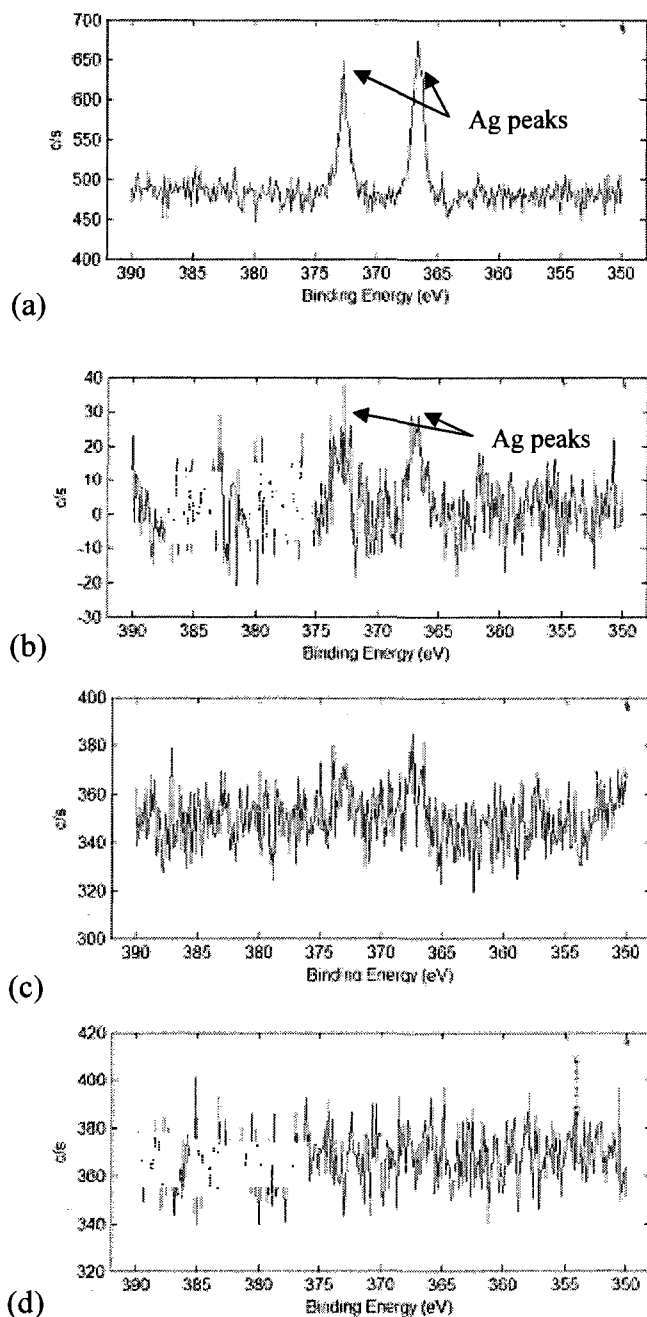 700
650
600
550
500
450
400
c/s
Ag peaks
390 385 380 375 370 365 360 355 350
Binding Energy (eV)
(a)
40
30
20
10
0
-10
-20
-30
c/s
Ag peaks
390 385 380 375 370 365 360 355 350
Binding Energy (eV)
(b)
400
380
360
340
320
300
c/s
390 385 380 375 370 365 360 355 350
Binding Energy (eV)
(c)
420
400
380
360
340
320
c/s
390 385 380 375 370 365 360 355 350
Binding Energy (eV)
(d)